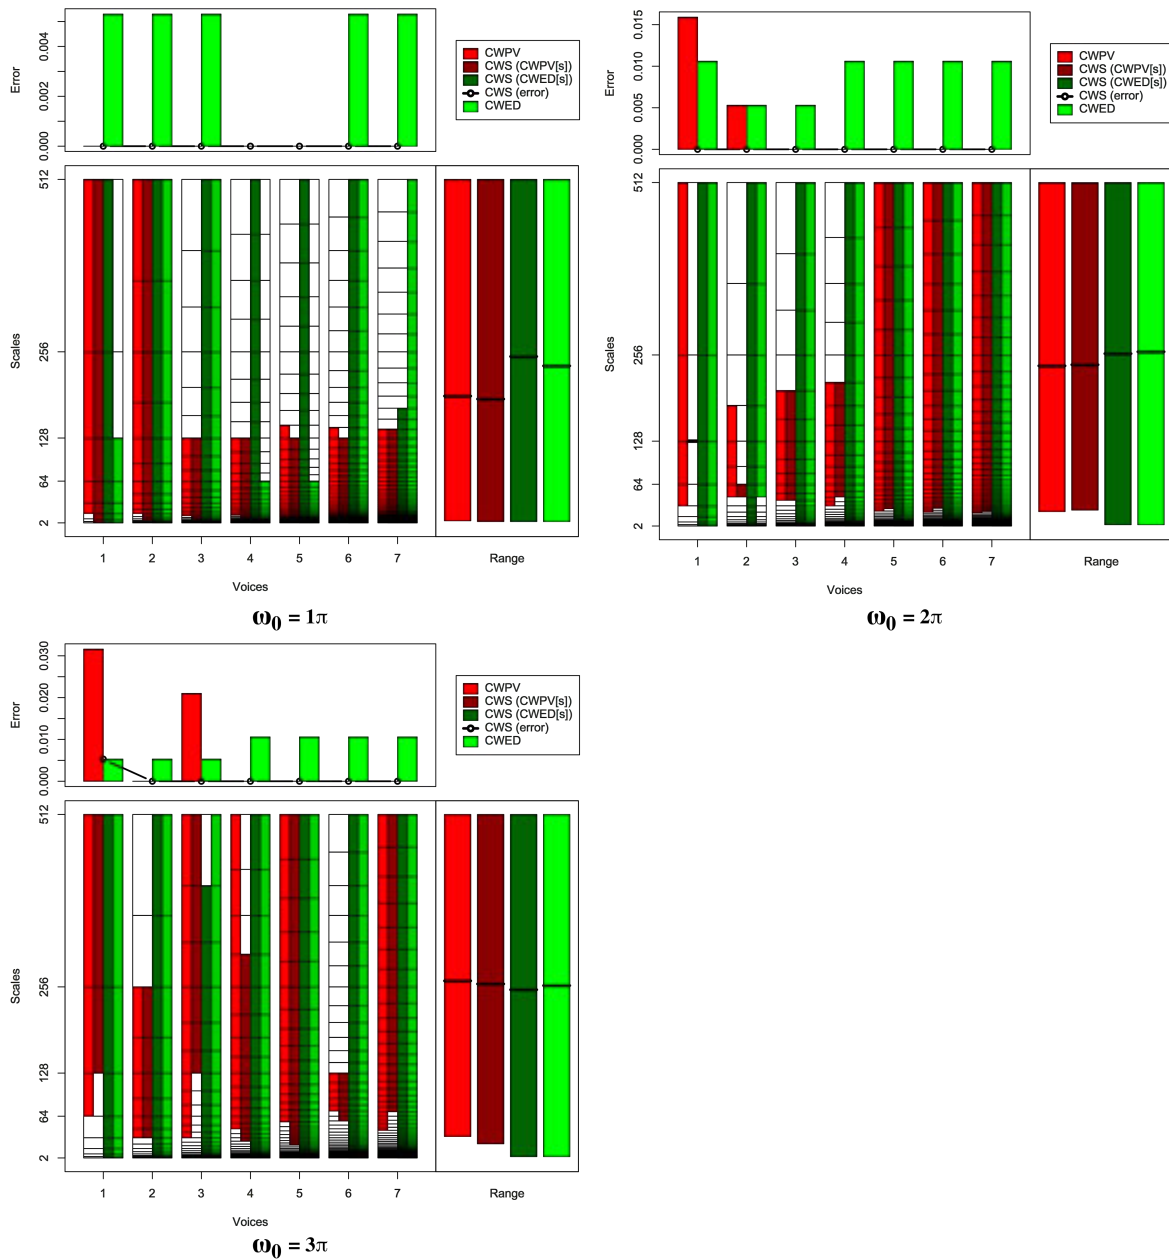 Error
0.004
0.002
0.000
CWPV
CWS (CWPV[s])
CWS (CWED[s])
CWS (error)
CWED
Scales
512
256
128
64
2
1 2 3 4 5 6 7
Voices
Range
ω0 = 1π
Error
0.015
0.010
0.005
0.000
CWPV
CWS (CWPV[s])
CWS (CWED[s])
CWS (error)
CWED
Scales
512
256
128
64
2
1 2 3 4 5 6 7
Voices
Range
ω0 = 2π
Error
0.030
0.020
0.010
0.000
CWPV
CWS (CWPV[s])
CWS (CWED[s])
CWS (error)
CWED
Scales
512
256
128
64
2
1 2 3 4 5 6 7
Voices
Range
ω0 = 3π